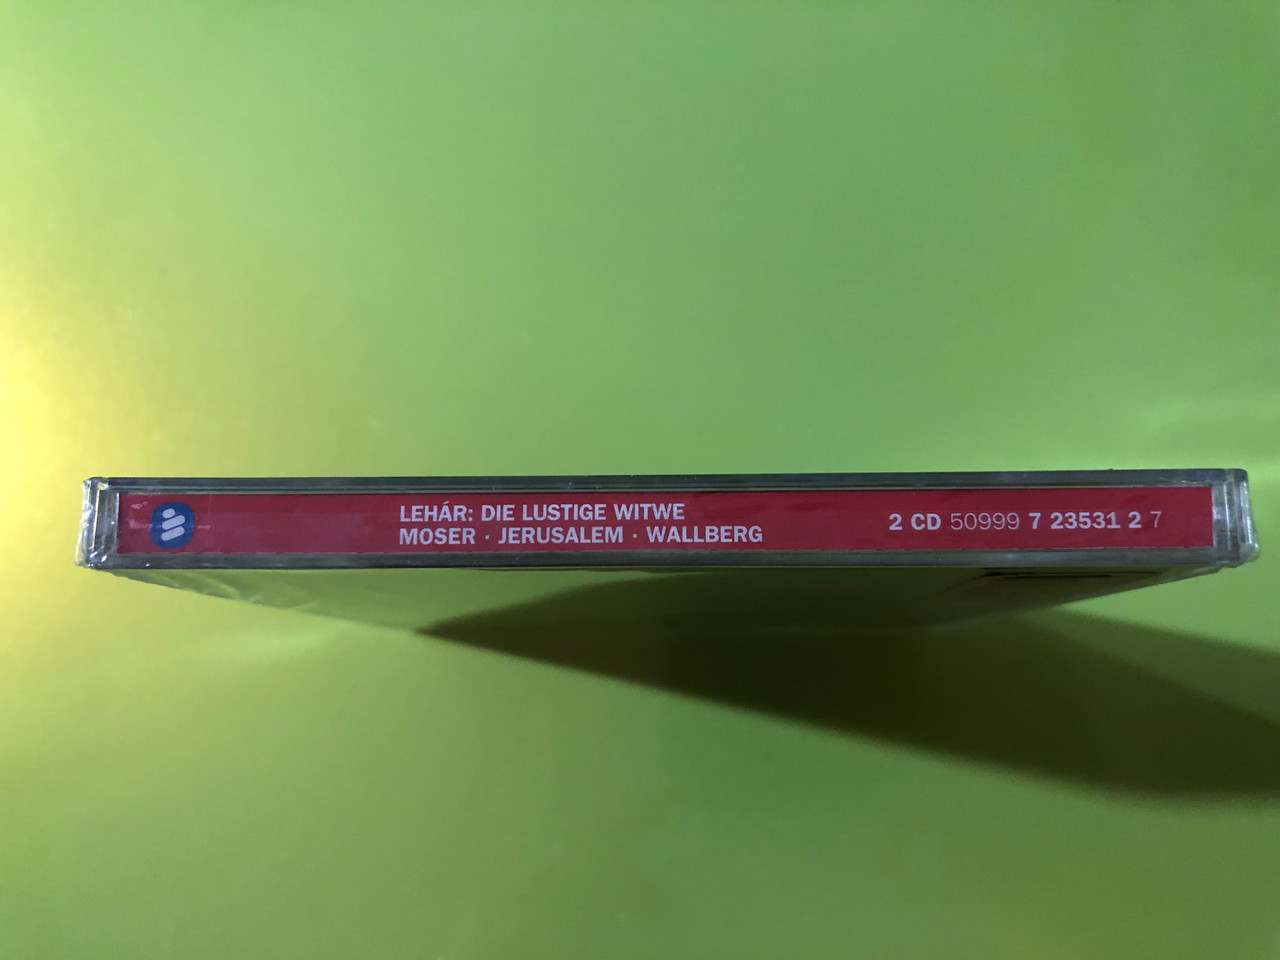 LEHÁR: DIE LUSTIGE WITWE
MOSER · JERUSALEM · WALLBERG
2 CD 50999 7 23531 2 7